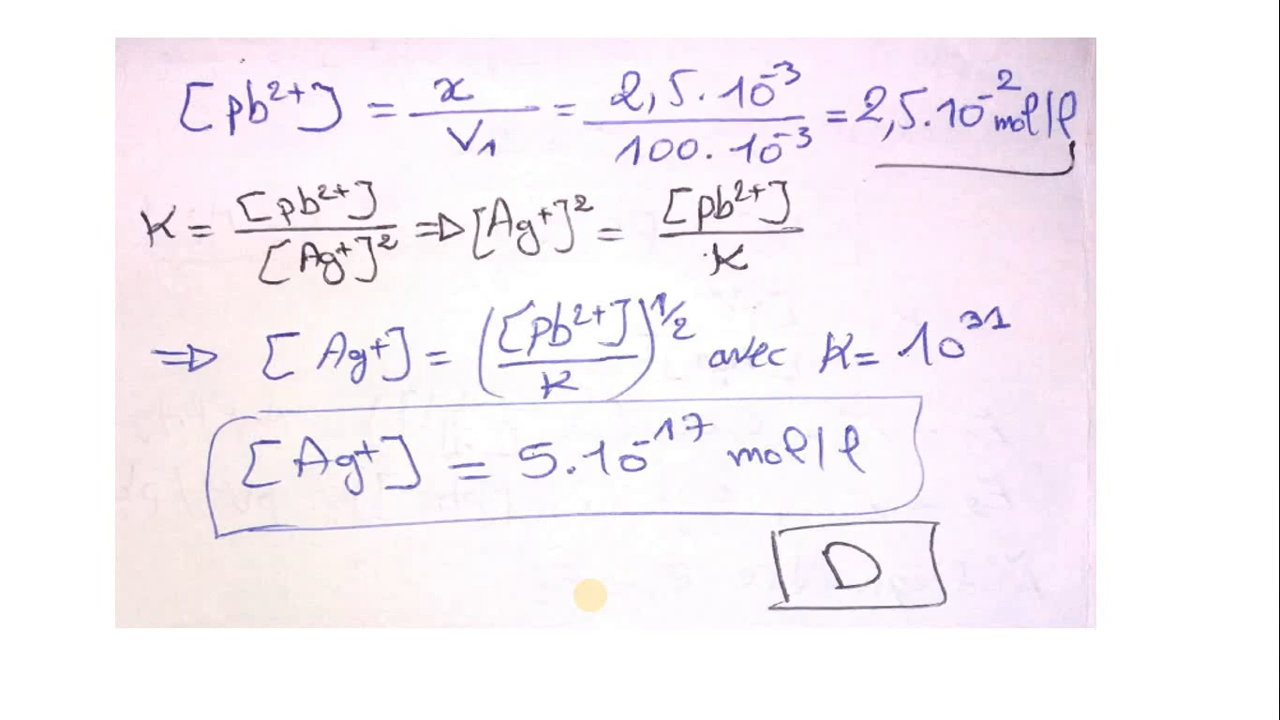 [pb²⁺] = x / V₁ = 2,5.10⁻³ / 100.10⁻³ = 2,5.10⁻² mol/l
K = [pb²⁺] / [Ag⁺]² ⇒ [Ag⁺]² = [pb²⁺] / K
⇒ [Ag⁺] = ([pb²⁺] / K)^1/2 avec K = 10³¹
[Ag⁺] = 5.10⁻¹⁷ mol/l
D